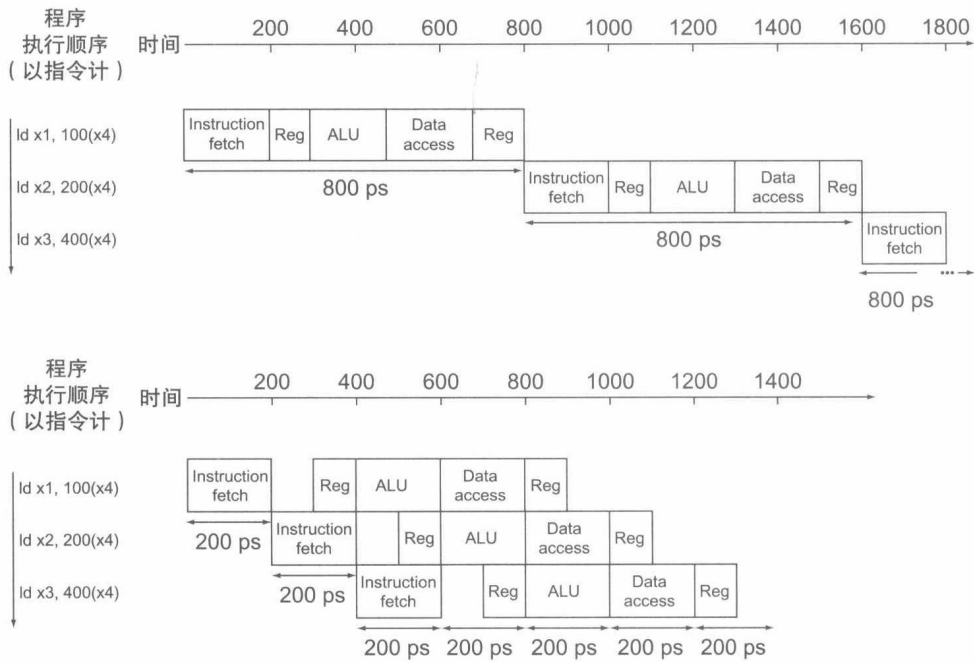 程序
执行顺序
（以指令计）
时间
200 400 600 800 1000 1200 1400 1600 1800
ld x1, 100(x4)
Instruction fetch
Reg
ALU
Data access
Reg
800 ps
ld x2, 200(x4)
Instruction fetch
Reg
ALU
Data access
Reg
800 ps
ld x3, 400(x4)
Instruction fetch
...
800 ps
程序
执行顺序
（以指令计）
时间
200 400 600 800 1000 1200 1400
ld x1, 100(x4)
Instruction fetch
Reg
ALU
Data access
Reg
200 ps
ld x2, 200(x4)
Instruction fetch
Reg
ALU
Data access
Reg
200 ps
ld x3, 400(x4)
Instruction fetch
Reg
ALU
Data access
Reg
200 ps 200 ps 200 ps 200 ps 200 ps